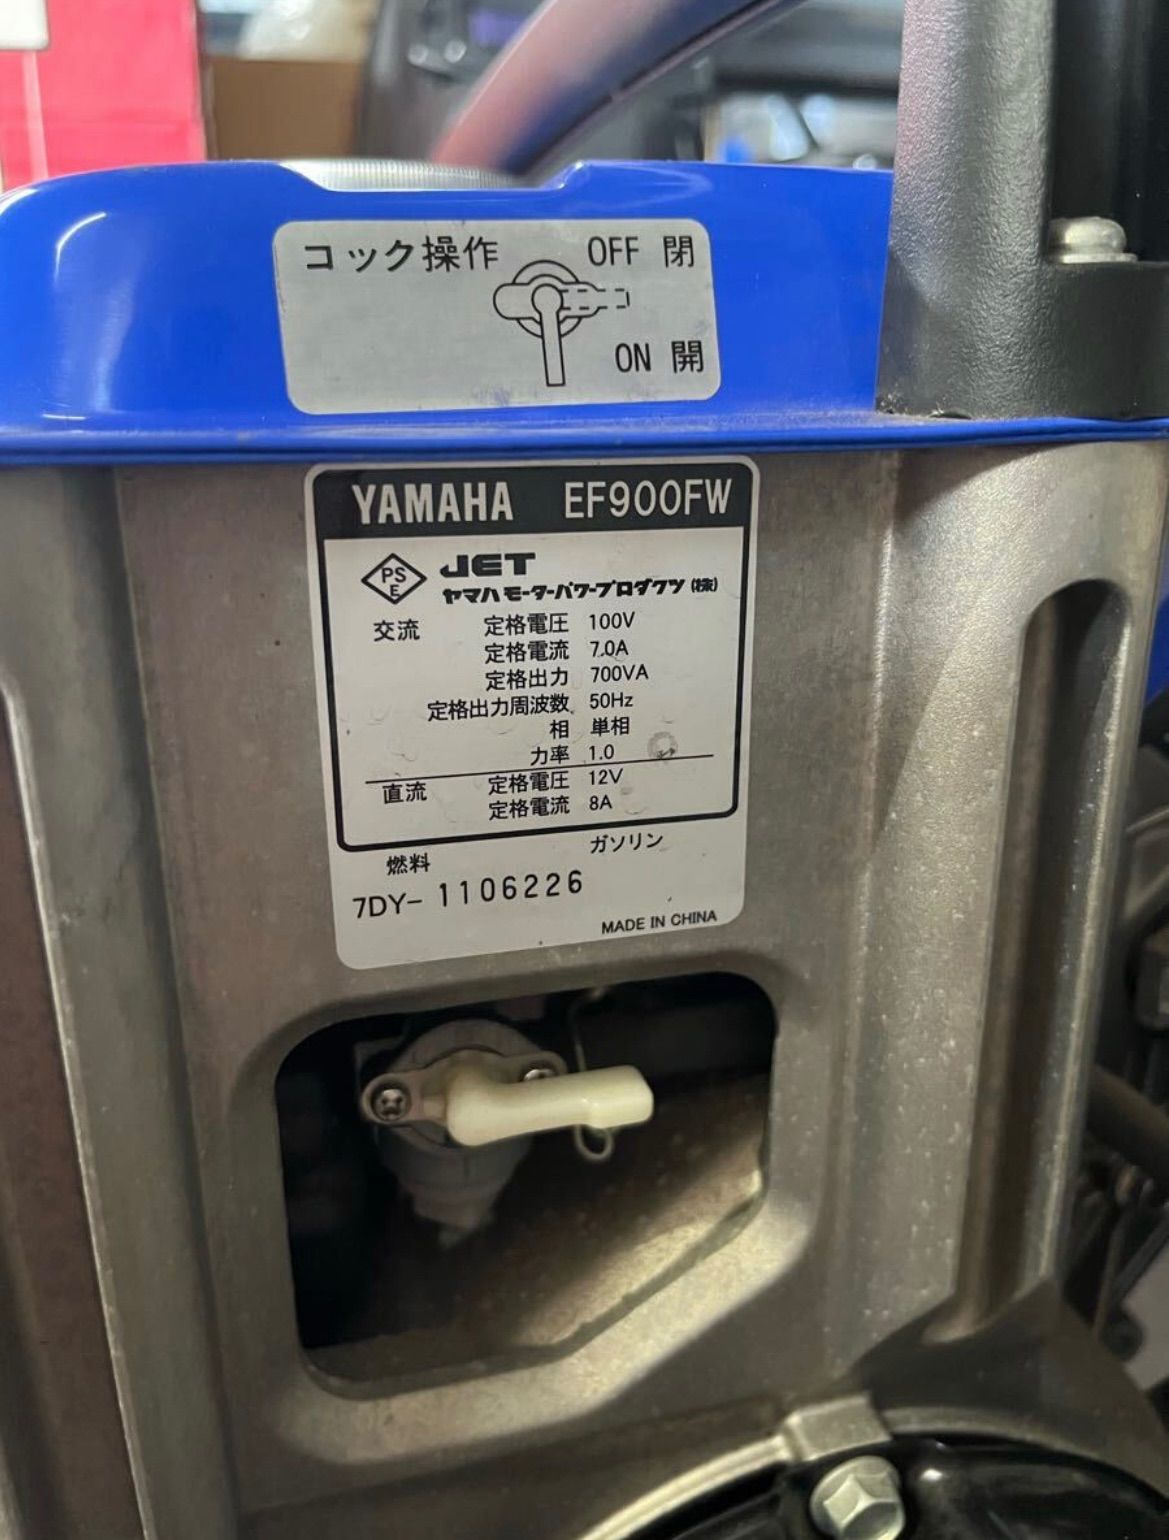 コック操作 OFF 閉
ON 開
YAMAHA EF900FW
PS E JET
ヤマハモーターパワープロダクツ(株)
交流 定格電圧 100V
定格電流 7.0A
定格出力 700VA
定格出力周波数 50Hz
相 単相
力率 1.0
直流 定格電圧 12V
定格電流 8A
燃料 ガソリン
7DY-1106226
MADE IN CHINA